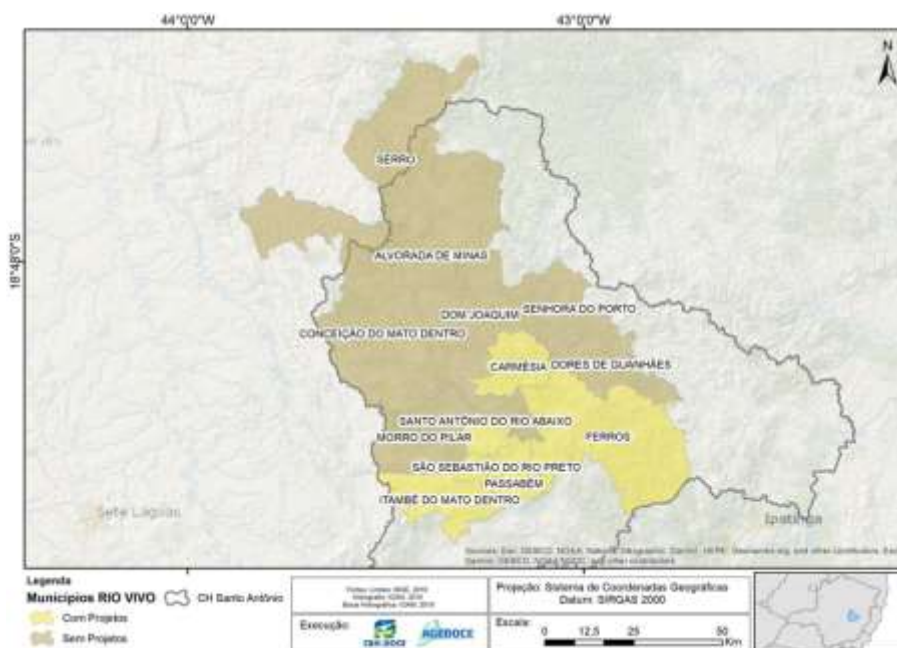 44°0'0"W
43°0'0"W
N
18°48'0"S
SERRO
ALVORADA DE MINAS
DOM JOAQUIM
SENHORA DO PORTO
CONCEIÇÃO DO MATO DENTRO
CARMÉSIA
DORES DE GUANHÃES
SANTO ANTÔNIO DO RIO ABAIXO
MORRO DO PILAR
FERROS
SÃO SEBASTIÃO DO RIO PRETO
PASSABÉM
ITAMBÉ DO MATO DENTRO
Sete Lagoas
Ipatinga
Legenda
Municípios RIO VIVO
CH Santo Antônio
Com Projetos
Sem Projetos
Execução:
CBH-DOCE
AGEDOCE
Projeção: Sistema de Coordenadas Geográficas
Datum: SIRGAS 2000
Escala:
0 12,5 25 50
Km